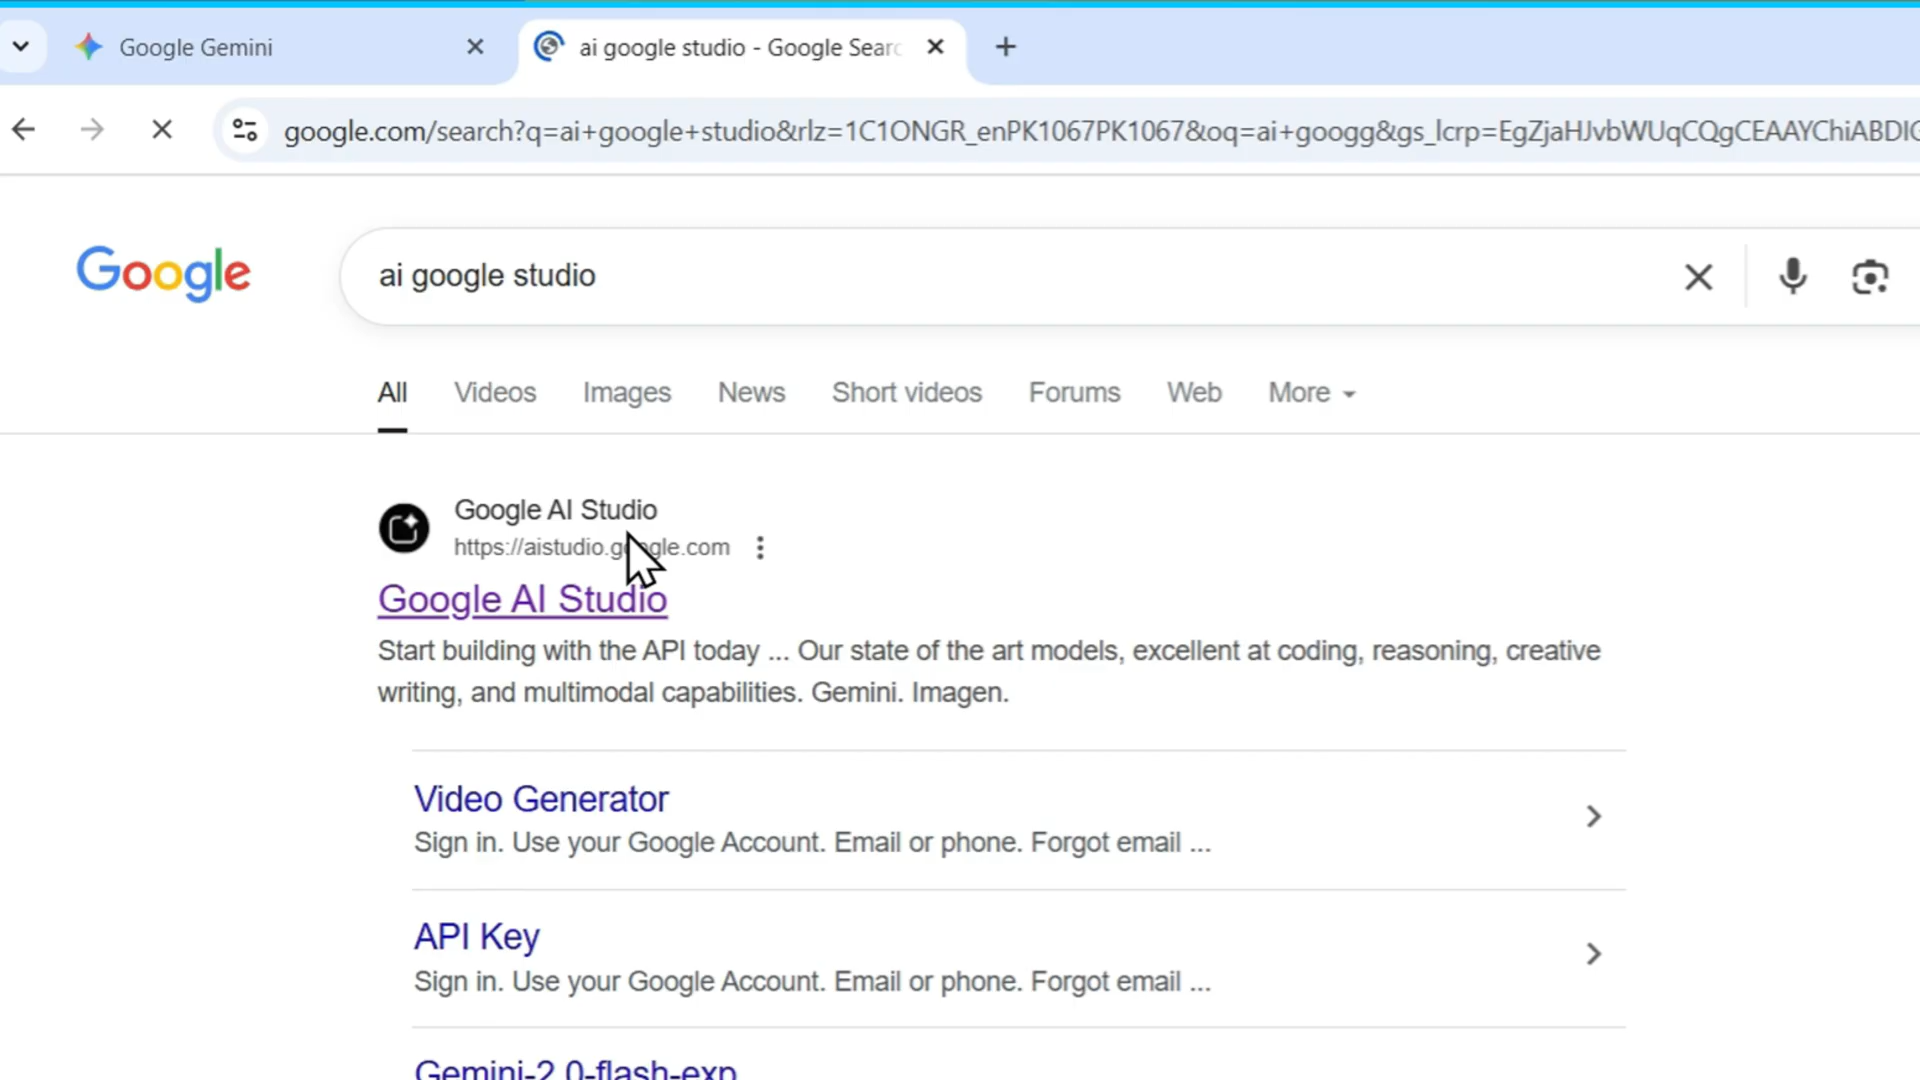 Google Gemini
ai google studio - Google Searc
google.com/search?q=ai+google+studio&rlz=1C1ONGR_enPK1067PK1067&oq=ai+googg&gs_lcrp=EgZjaHJvbWUqCQgCEAAYChiABDIG
Google
ai google studio
All Videos Images News Short videos Forums Web More
Google AI Studio
https://aistudio.google.com
Google AI Studio
Start building with the API today ... Our state of the art models, excellent at coding, reasoning, creative
writing, and multimodal capabilities. Gemini. Imagen.
Video Generator
Sign in. Use your Google Account. Email or phone. Forgot email ...
API Key
Sign in. Use your Google Account. Email or phone. Forgot email ...
Gemini-2.0-flash-exp